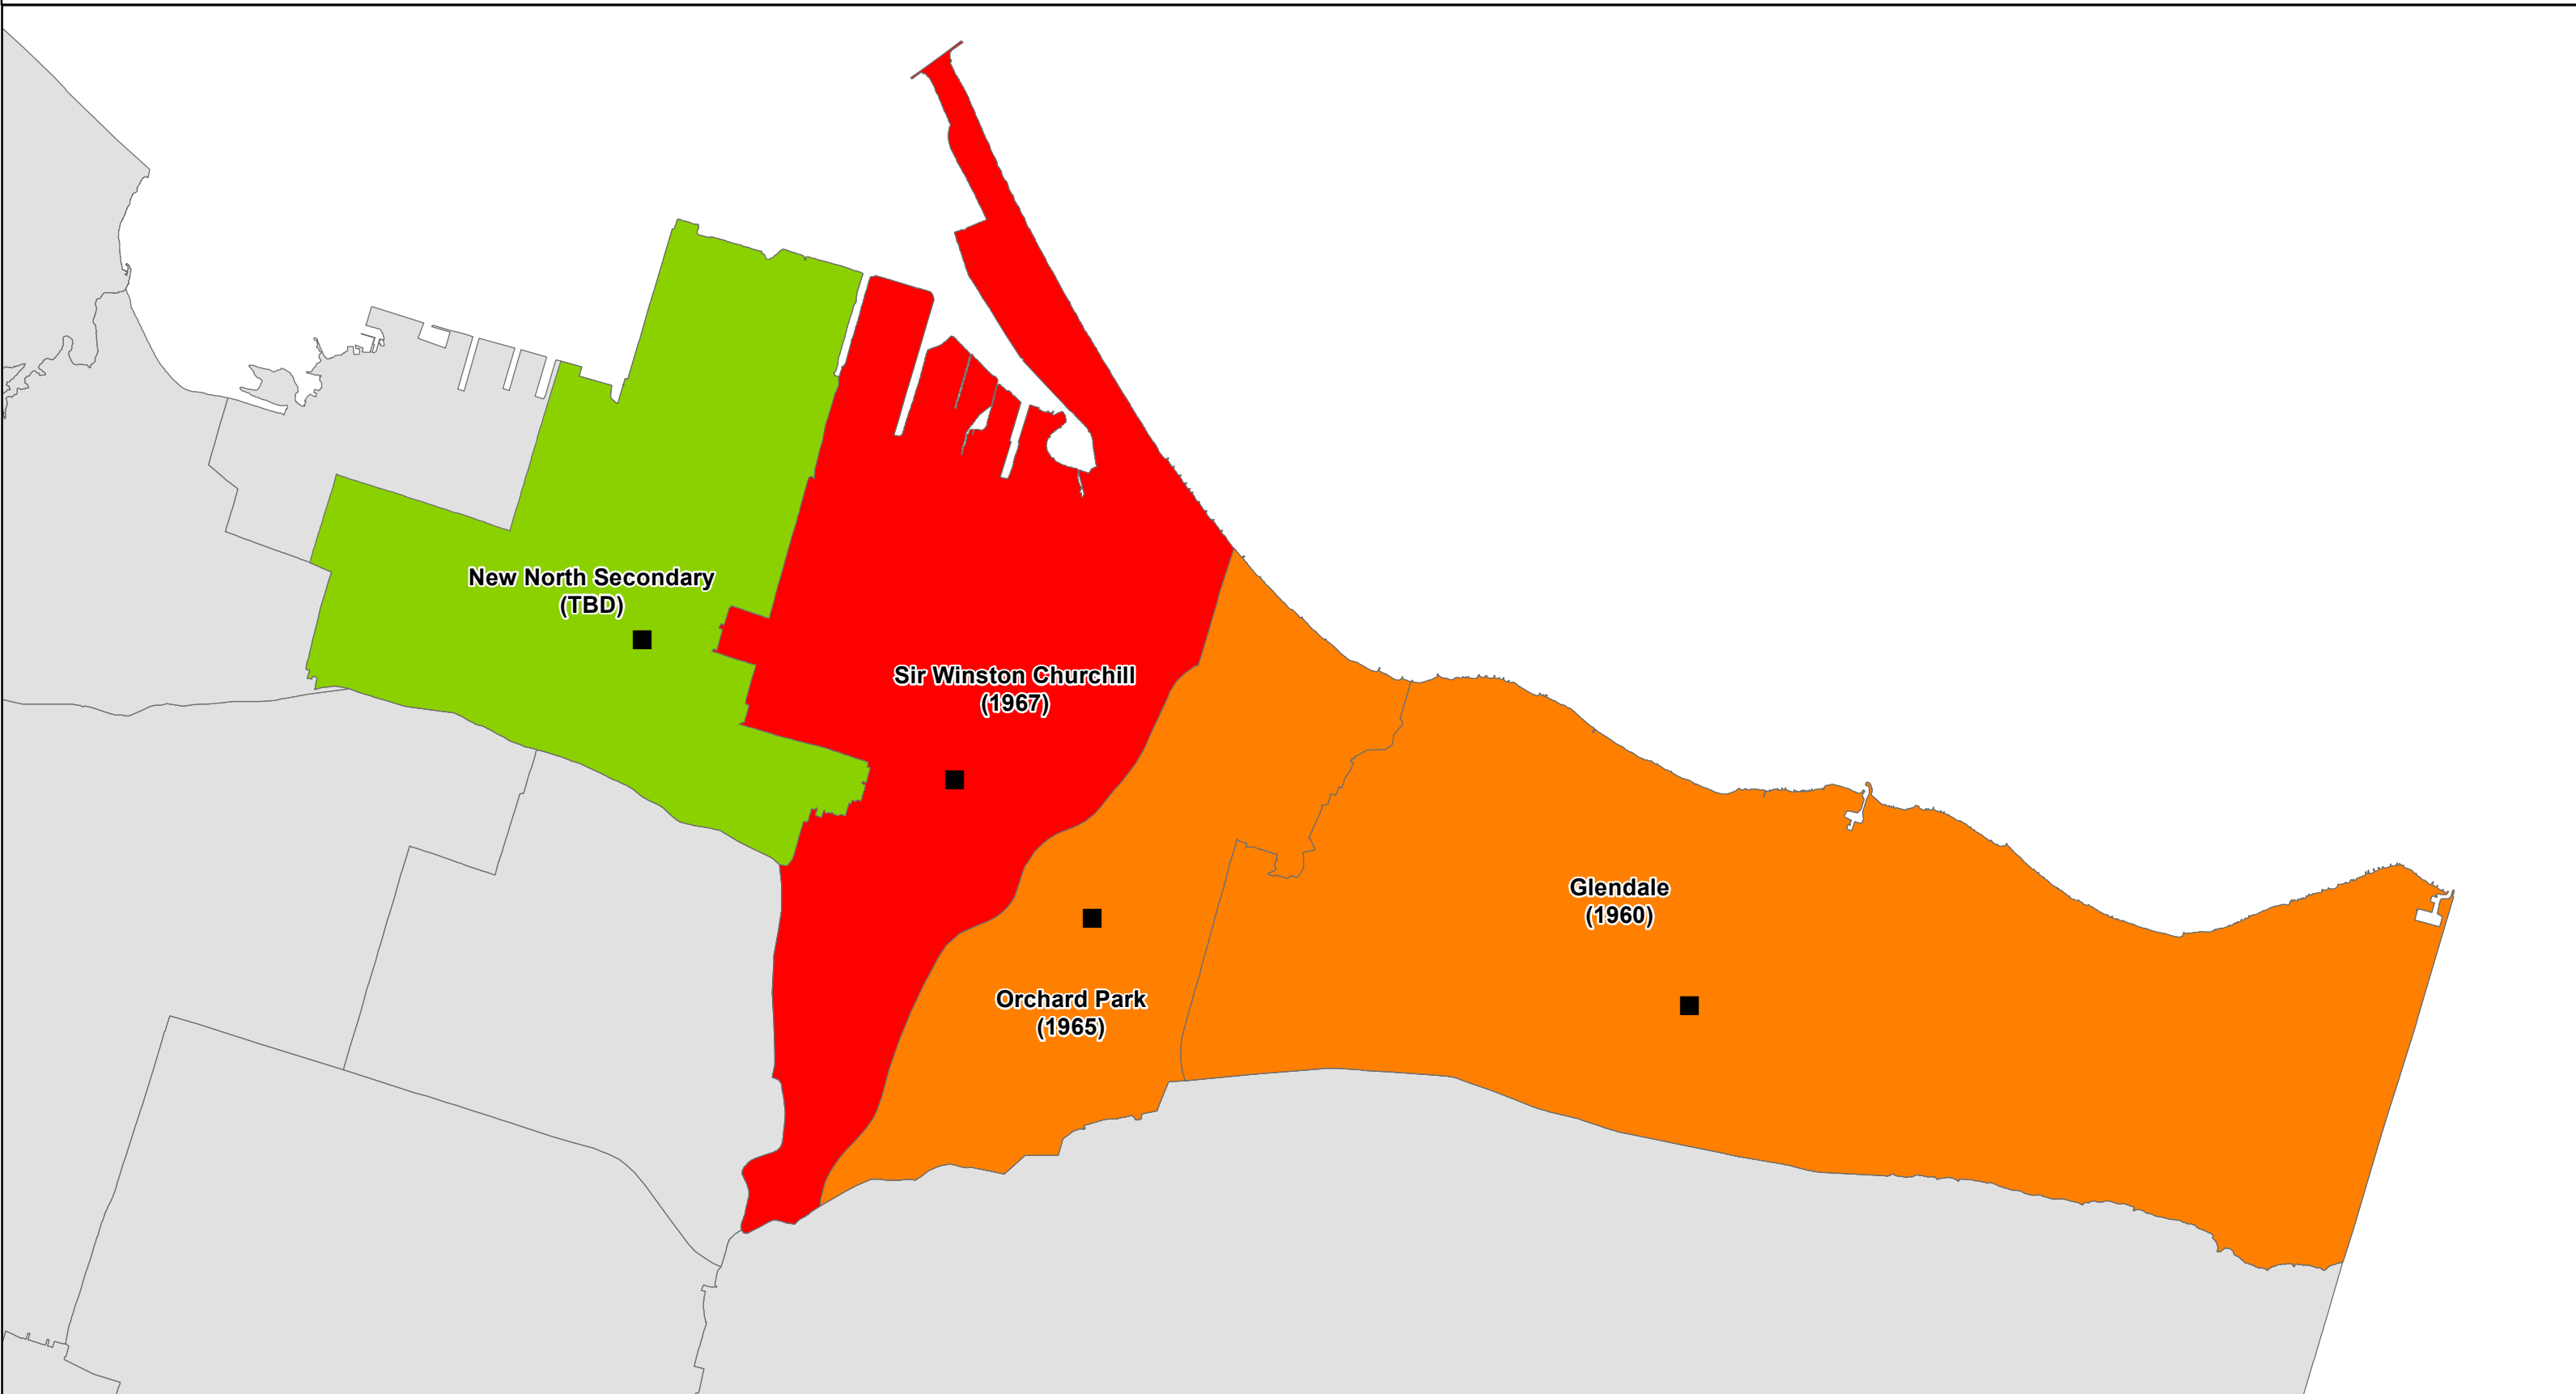 New North Secondary
(TBD)
Sir Winston Churchill
(1967)
Glendale
(1960)
Orchard Park
(1965)